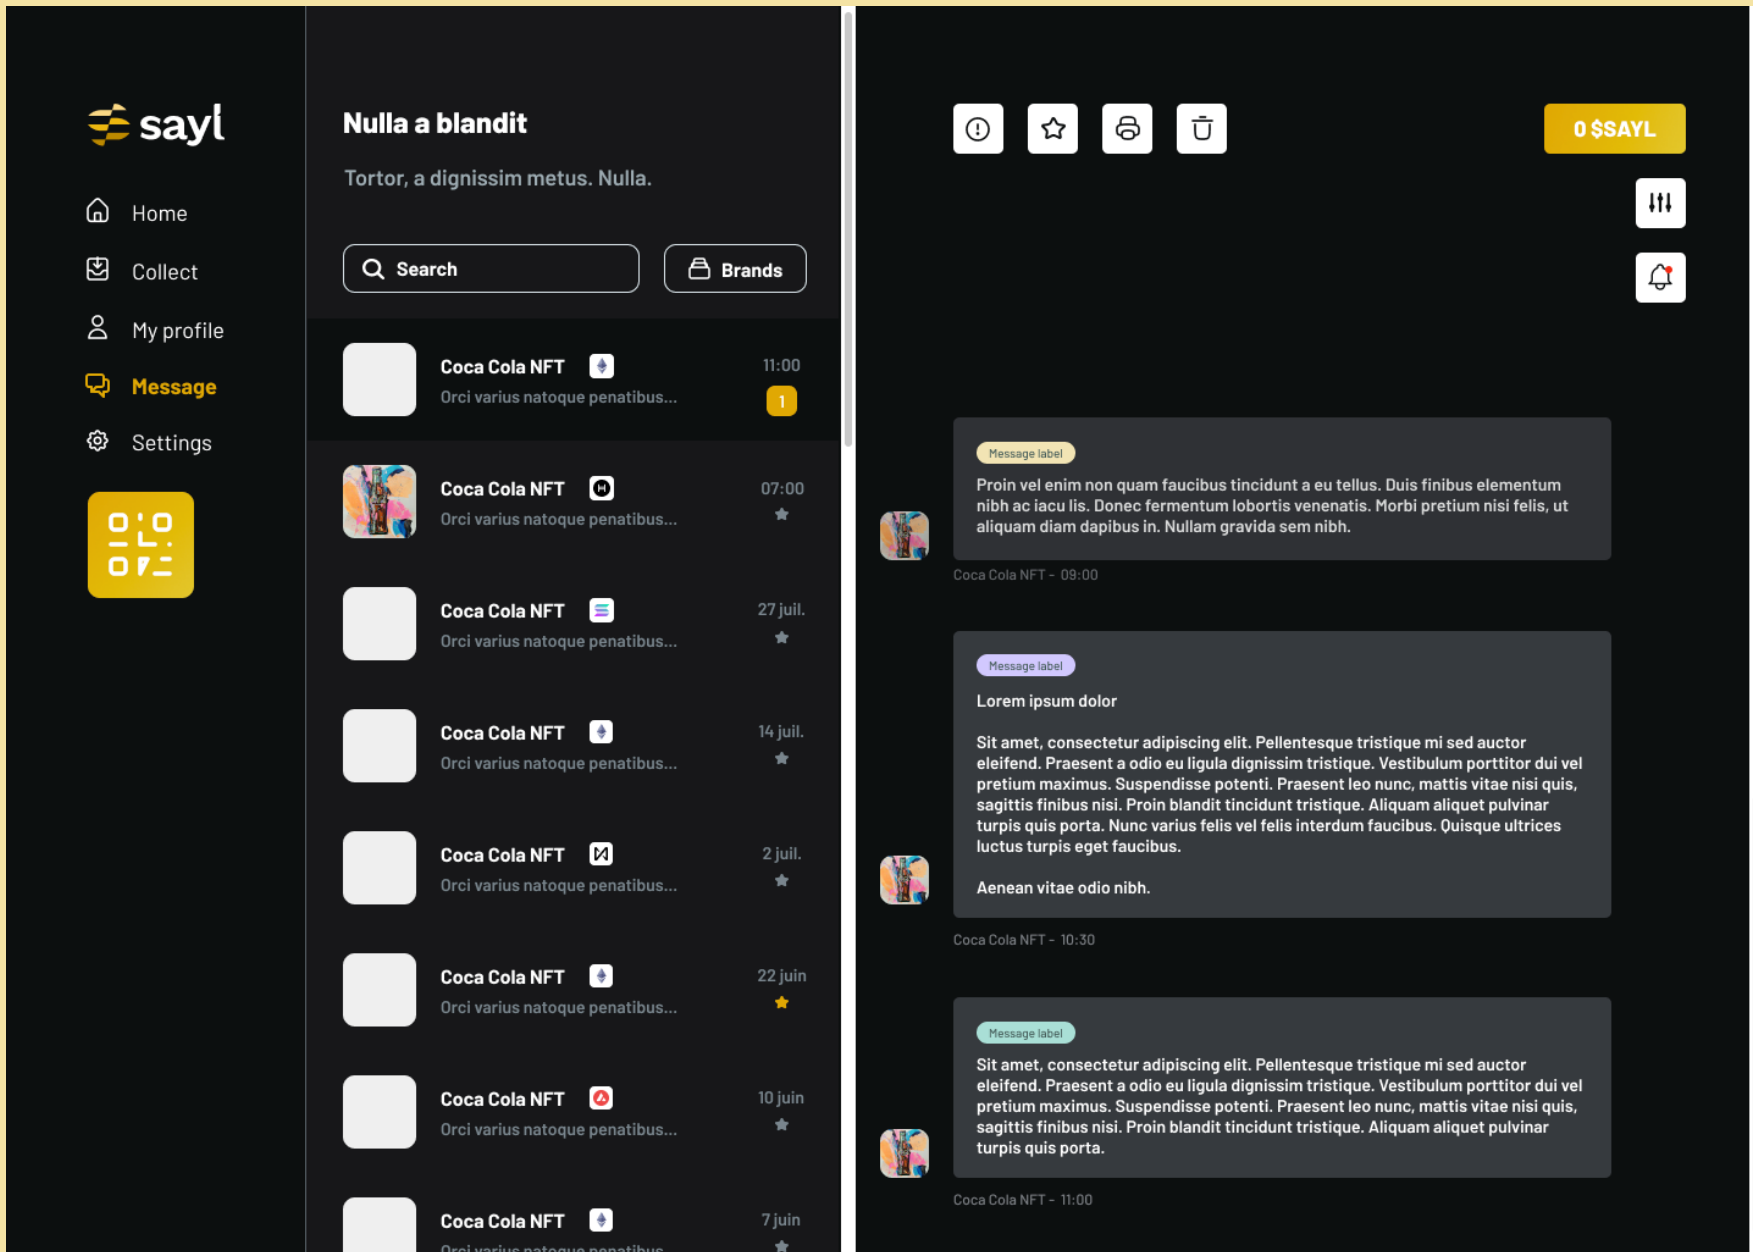 sayl
Home
Collect
My profile
Message
Settings
Nulla a blandit
Tortor, a dignissim metus. Nulla.
Search
Brands
Coca Cola NFT
11:00
Orci varius natoque penatibus...
1
Coca Cola NFT
07:00
Orci varius natoque penatibus...
Coca Cola NFT
27 juil.
Orci varius natoque penatibus...
Coca Cola NFT
14 juil.
Orci varius natoque penatibus...
Coca Cola NFT
2 juil.
Orci varius natoque penatibus...
Coca Cola NFT
22 juin
Orci varius natoque penatibus...
Coca Cola NFT
10 juin
Orci varius natoque penatibus...
Coca Cola NFT
7 juin
Orci varius natoque penatibus
0 $SAYL
Message label
Proin vel enim non quam faucibus tincidunt a eu tellus. Duis finibus elementum
nibh ac iacu lis. Donec fermentum lobortis venenatis. Morbi pretium nisi felis, ut
aliquam diam dapibus in. Nullam gravida sem nibh.
Coca Cola NFT - 09:00
Message label
Lorem ipsum dolor
Sit amet, consectetur adipiscing elit. Pellentesque tristique mi sed auctor
eleifend. Praesent a odio eu ligula dignissim tristique. Vestibulum porttitor dui vel
pretium maximus. Suspendisse potenti. Praesent leo nunc, mattis vitae nisi quis,
sagittis finibus nisi. Proin blandit tincidunt tristique. Aliquam aliquet pulvinar
turpis quis porta. Nunc varius felis vel felis interdum faucibus. Quisque ultrices
luctus turpis eget faucibus.
Aenean vitae odio nibh.
Coca Cola NFT - 10:30
Message label
Sit amet, consectetur adipiscing elit. Pellentesque tristique mi sed auctor
eleifend. Praesent a odio eu ligula dignissim tristique. Vestibulum porttitor dui vel
pretium maximus. Suspendisse potenti. Praesent leo nunc, mattis vitae nisi quis,
sagittis finibus nisi. Proin blandit tincidunt tristique. Aliquam aliquet pulvinar
turpis quis porta.
Coca Cola NFT - 11:00